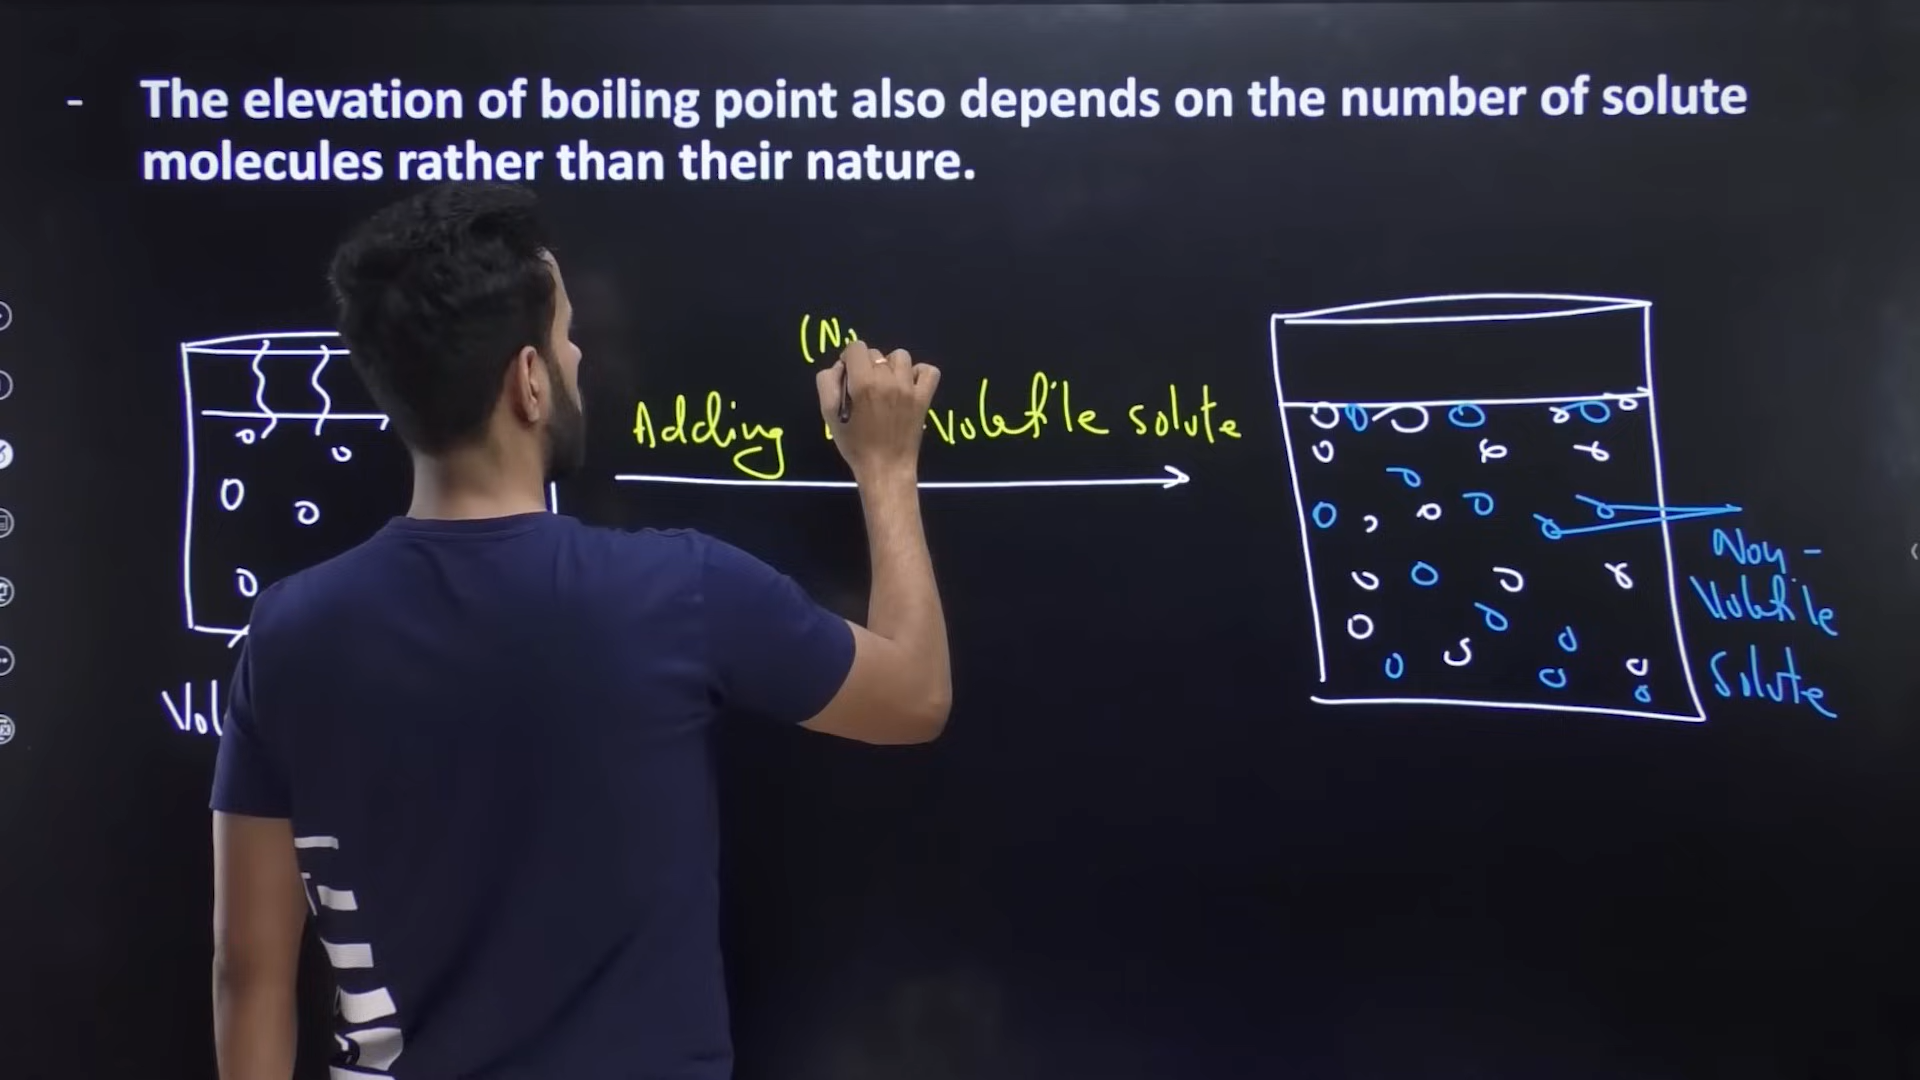 - The elevation of boiling point also depends on the number of solute
molecules rather than their nature.
(No
Adding -Volatile solute
Non -
Volatile
Solute
Vol